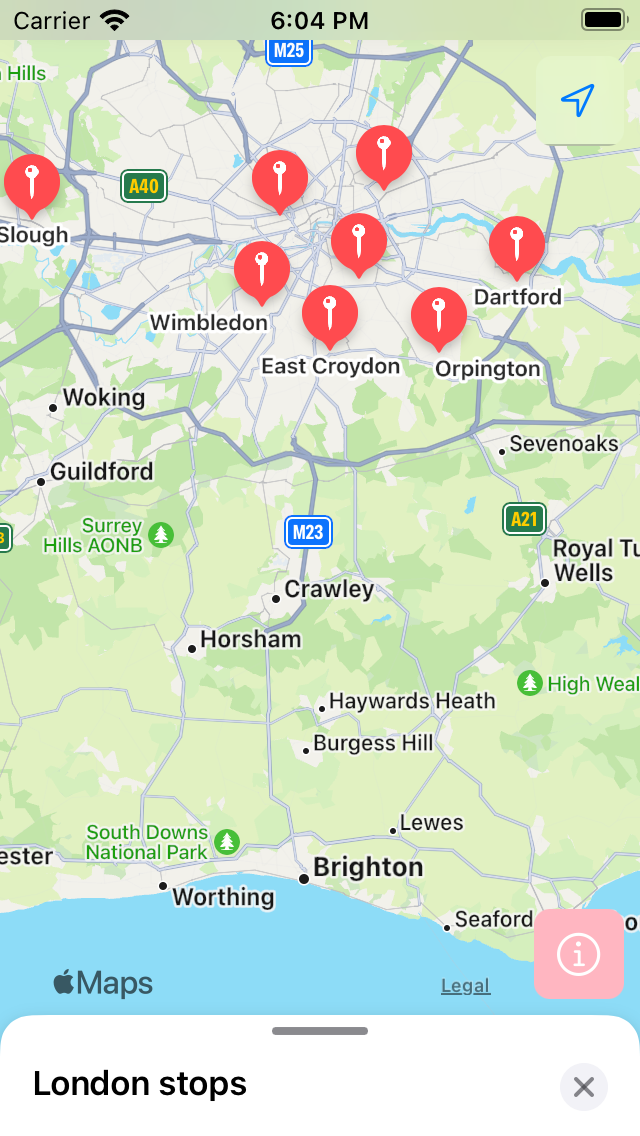 Carrier
6:04 PM
M25
Hills
A40
Slough
Dartford
Wimbledon
East Croydon
Orpington
Woking
Sevenoaks
Guildford
A21
Surrey
Hills AONB
M23
Royal Tu
Wells
Crawley
Horsham
High Weal
Haywards Heath
Burgess Hill
Lewes
South Downs
National Park
ester
Brighton
Worthing
Seaford
Maps
Legal
London stops